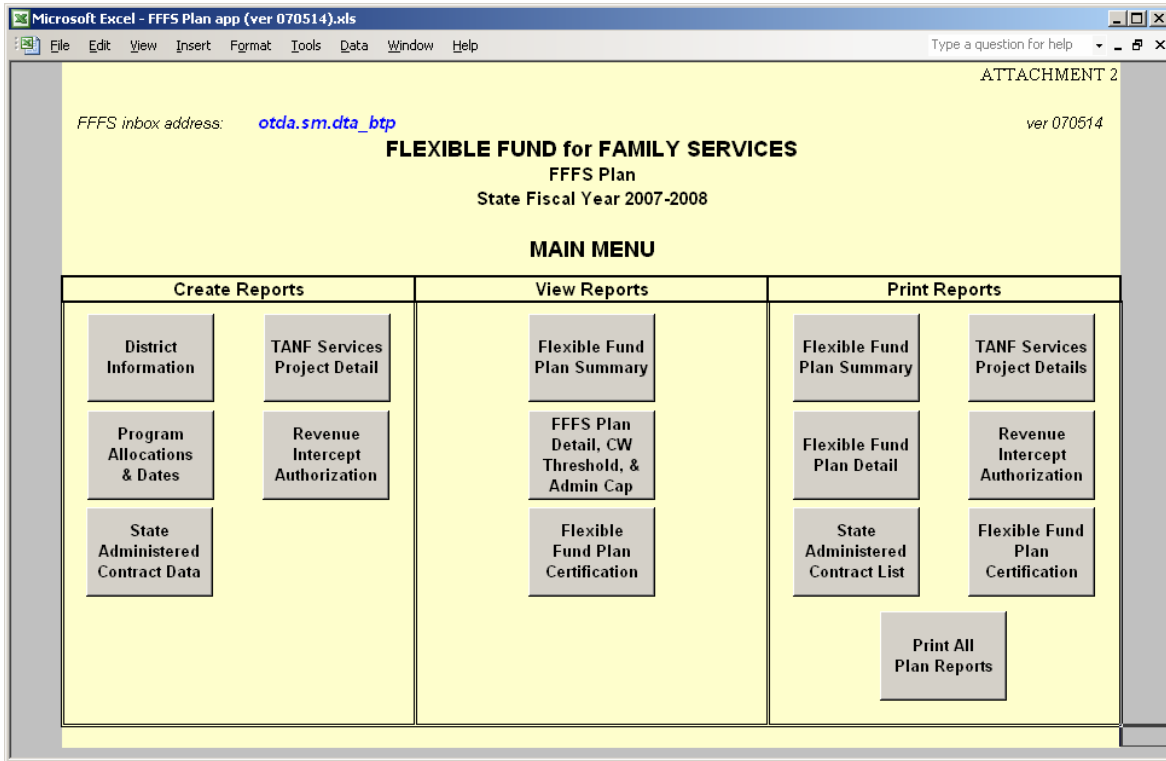 Microsoft Excel - FFFS Plan app (ver 070514).xls
File Edit View Insert Format Tools Data Window Help Type a question for help
ATTACHMENT 2
FFFS inbox address: otda.sm.dta_btp ver 070514
FLEXIBLE FUND for FAMILY SERVICES
FFFS Plan
State Fiscal Year 2007-2008
MAIN MENU
Create Reports
District
Information
TANF Services
Project Detail
Program
Allocations
& Dates
Revenue
Intercept
Authorization
State
Administered
Contract Data
View Reports
Flexible Fund
Plan Summary
FFFS Plan
Detail, CW
Threshold, &
Admin Cap
Flexible
Fund Plan
Certification
Print Reports
Flexible Fund
Plan Summary
TANF Services
Project Details
Flexible Fund
Plan Detail
Revenue
Intercept
Authorization
State
Administered
Contract List
Flexible Fund
Plan
Certification
Print All
Plan Reports